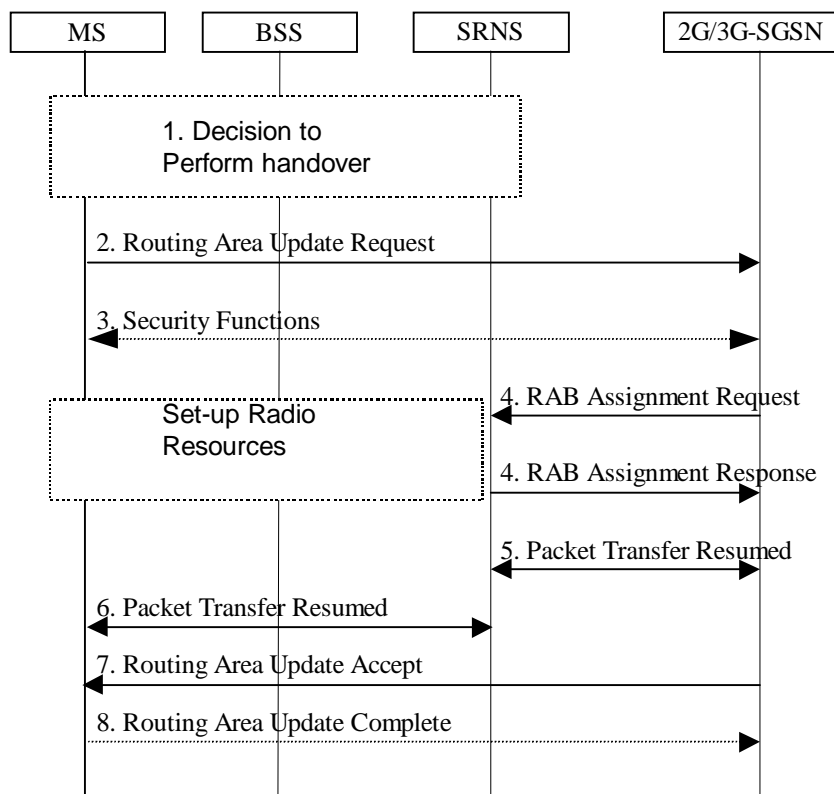 MS BSS SRNS 2G/3G-SGSN
1. Decision to
Perform handover
2. Routing Area Update Request
3. Security Functions
4. RAB Assignment Request
Set-up Radio
Resources
4. RAB Assignment Response
5. Packet Transfer Resumed
6. Packet Transfer Resumed
7. Routing Area Update Accept
8. Routing Area Update Complete